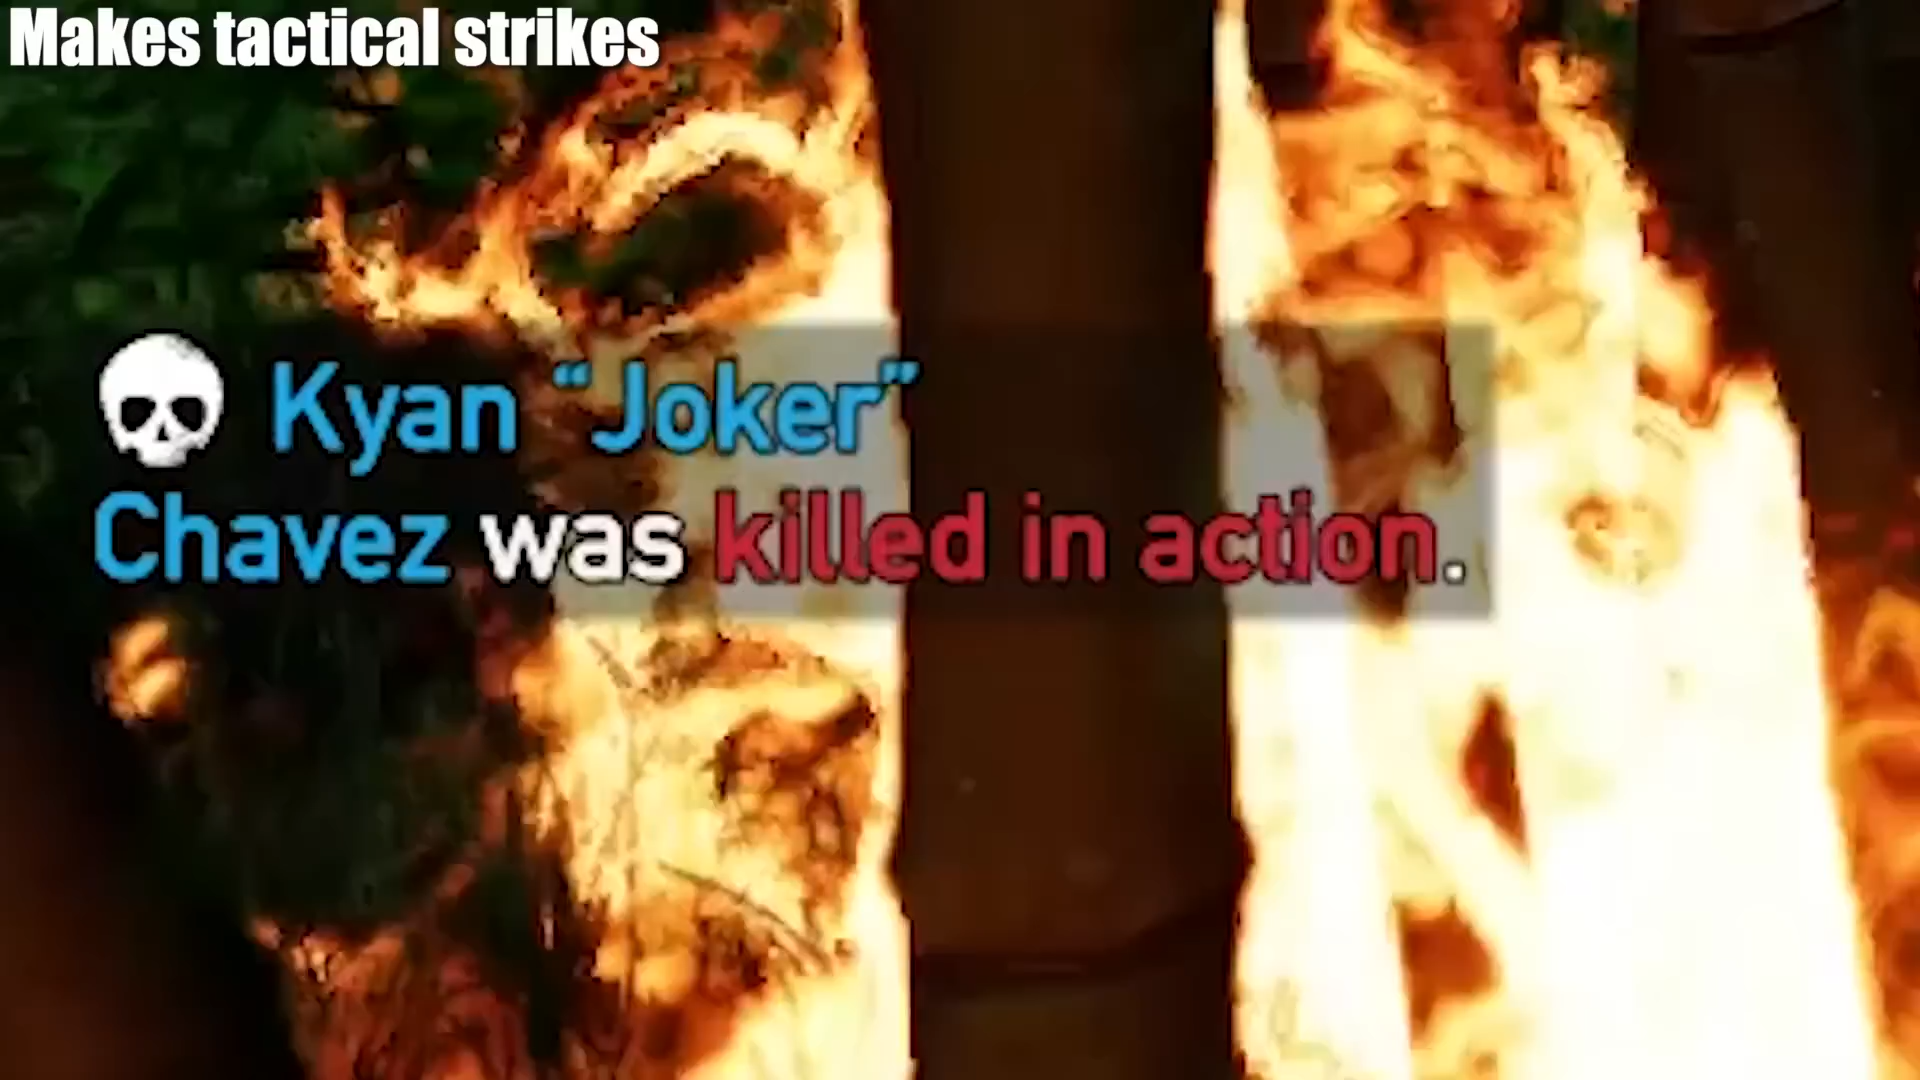 Makes tactical strikes
Kyan “Joker”
Chavez was killed in action.